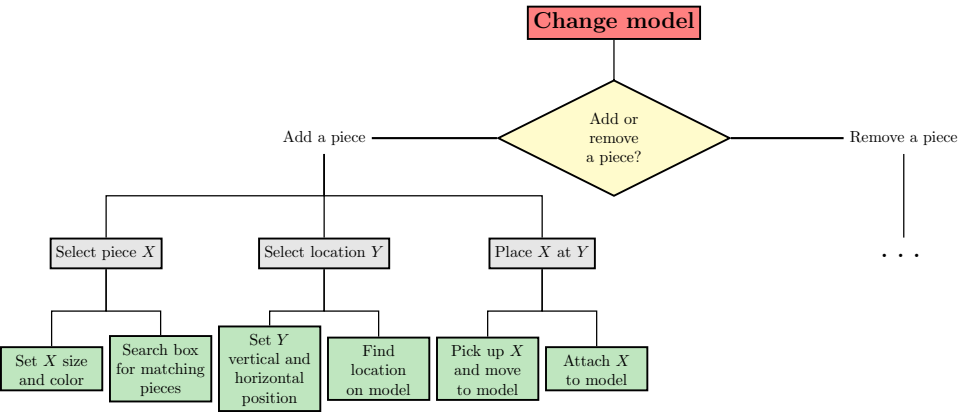 Change model
Add or
remove
a piece?
Add a piece
Remove a piece
Select piece X
Select location Y
Place X at Y
. . .
Set X size
and color
Search box
for matching
pieces
Set Y
vertical and
horizontal
position
Find
location
on model
Pick up X
and move
to model
Attach X
to model